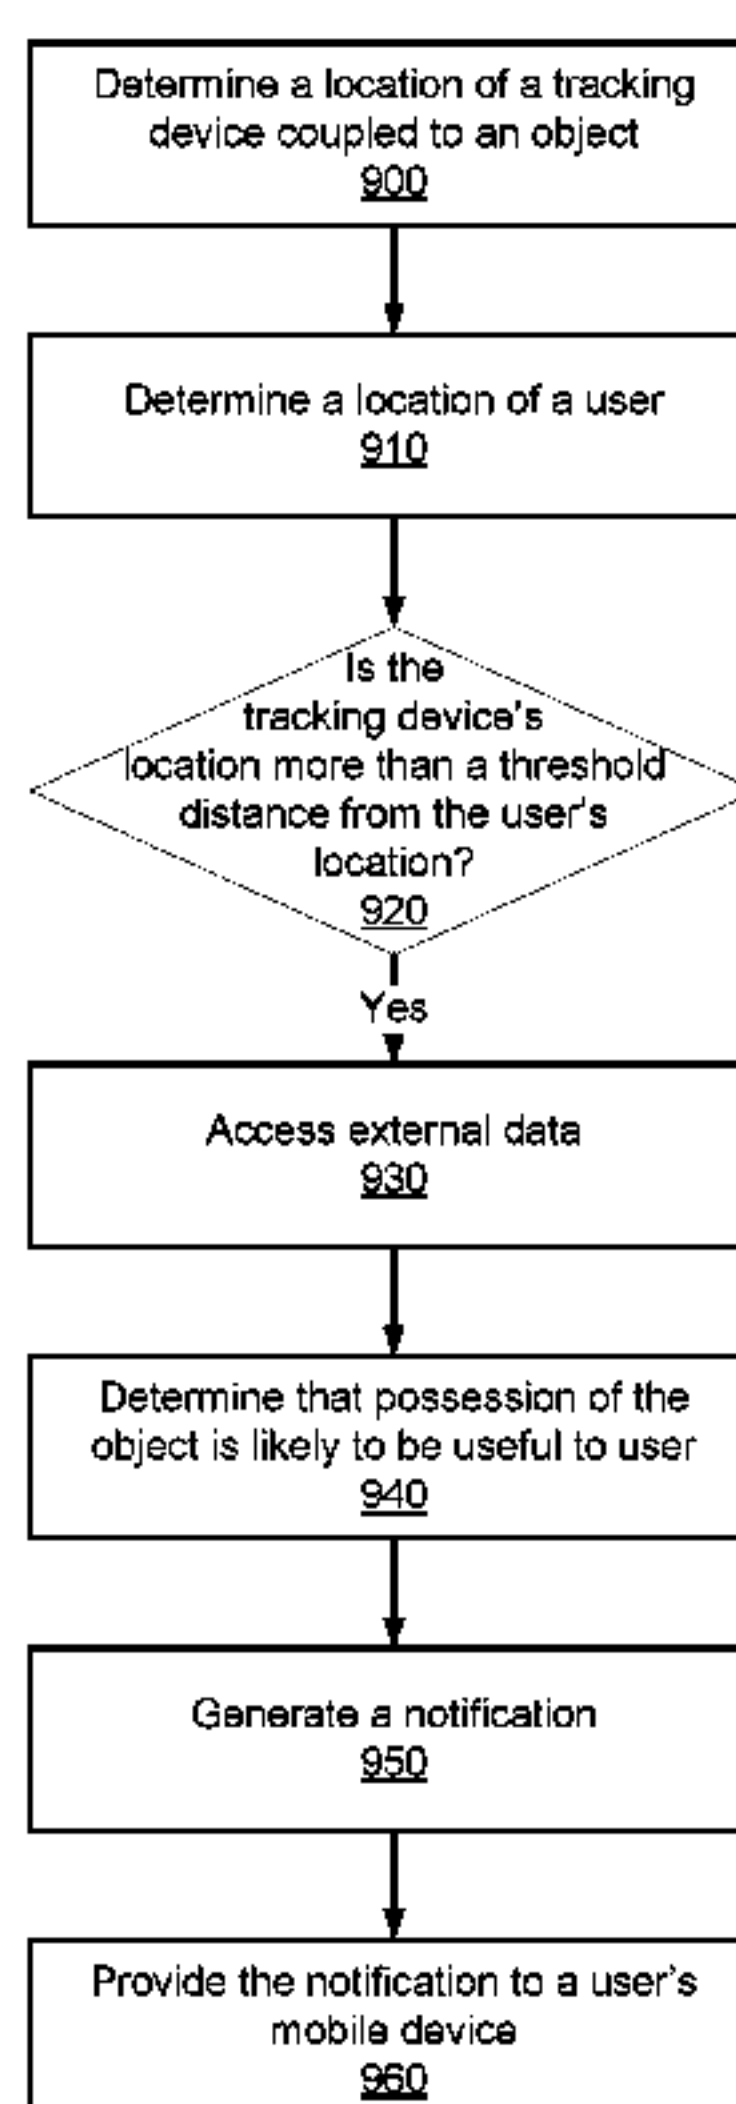 Determine a location of a tracking
device coupled to an object
900
Determine a location of a user
910
Is the
tracking device's
location more than a threshold
distance from the user's
location?
920
Yes
Access external data
930
Determine that possession of the
object is likely to be useful to user
940
Generate a notification
950
Provide the notification to a user's
mobile device
960